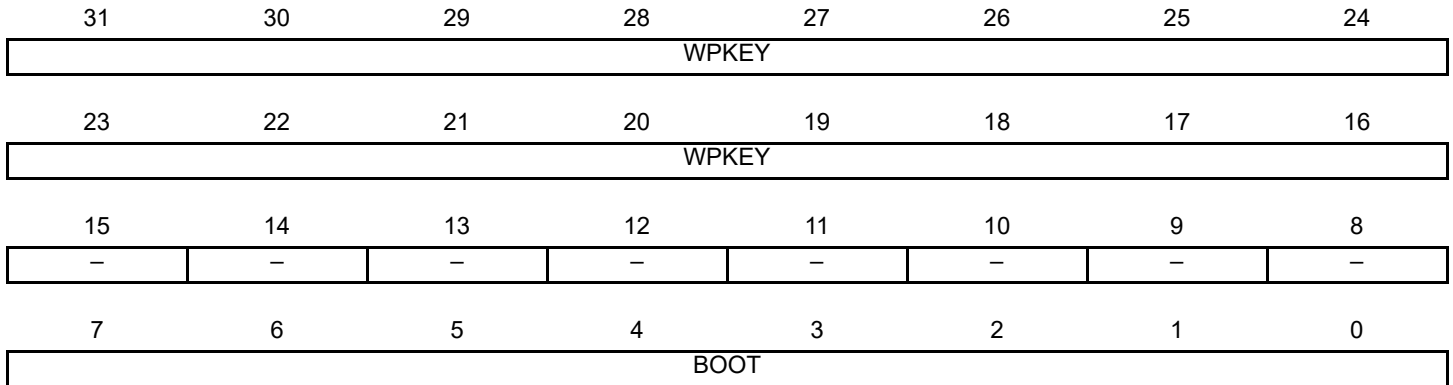 31 30 29 28 27 26 25 24
WPKEY
23 22 21 20 19 18 17 16
WPKEY
15 14 13 12 11 10 9 8
– – – – – – – –
7 6 5 4 3 2 1 0
BOOT